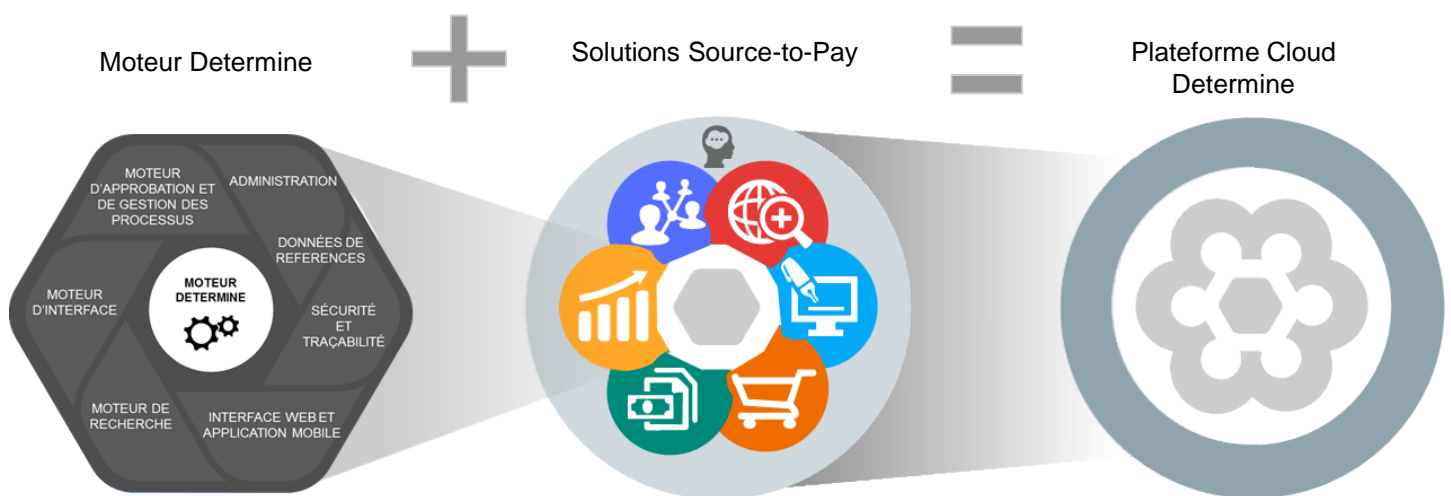 Moteur Determine
Solutions Source-to-Pay
Plateforme Cloud
Determine
MOTEUR
D'APPROBATION ET
DE GESTION DES
PROCESSUS
ADMINISTRATION
DONNÉES DE
REFERENCES
MOTEUR
D'INTERFACE
MOTEUR
DETERMINE
SÉCURITÉ
ET
TRAÇABILITÉ
MOTEUR DE
RECHERCHE
INTERFACE WEB ET
APPLICATION MOBILE